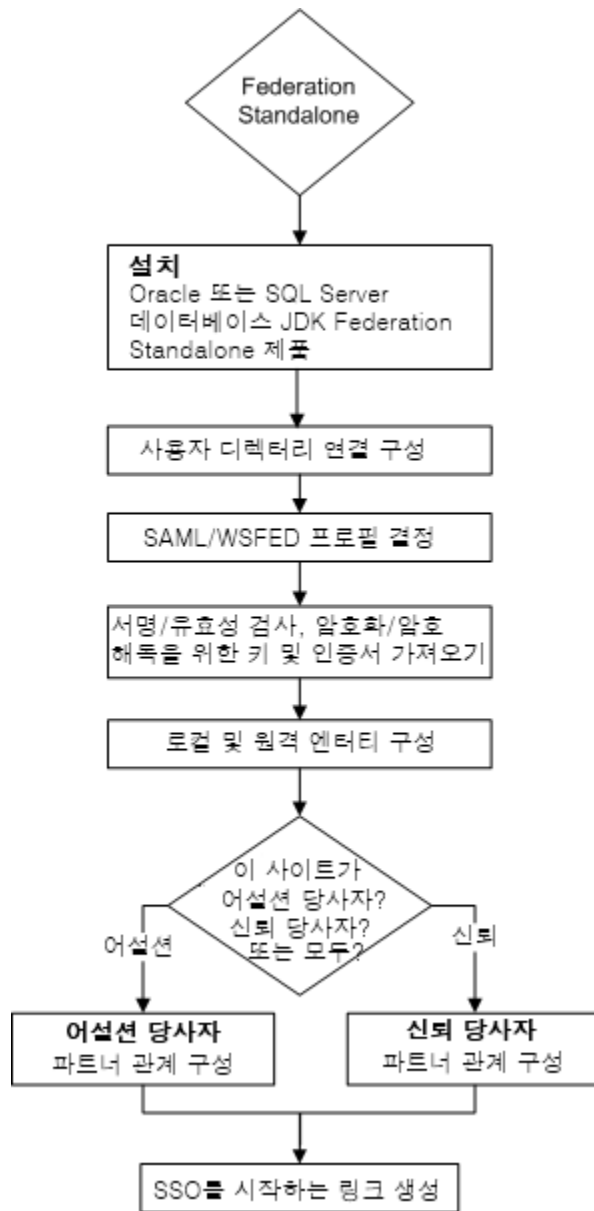 Federation
Standalone
설치
Oracle 또는 SQL Server
데이터베이스 JDK Federation
Standalone 제품
사용자 디렉터리 연결 구성
SAML/WSFED 프로필 결정
서명/유효성 검사, 암호화/암호
해독을 위한 키 및 인증서 가져오기
로컬 및 원격 엔터티 구성
이 사이트가
어설션 당사자?
신뢰 당사자?
또는 모두?
어설션
신뢰
어설션 당사자
파트너 관계 구성
신뢰 당사자
파트너 관계 구성
SSO를 시작하는 링크 생성